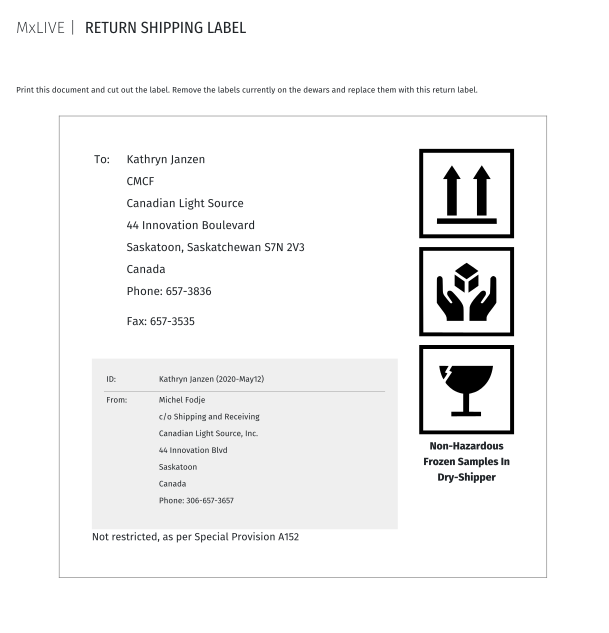 MxLIVE | RETURN SHIPPING LABEL
Print this document and cut out the label. Remove the labels currently on the dewars and replace them with this return label.
To: Kathryn Janzen
CMCF
Canadian Light Source
44 Innovation Boulevard
Saskatoon, Saskatchewan S7N 2V3
Canada
Phone: 657-3836
Fax: 657-3535
ID: Kathryn Janzen (2020-May12)
From: Michel Fodje
c/o Shipping and Receiving
Canadian Light Source, Inc.
44 Innovation Blvd
Saskatoon
Canada
Phone: 306-657-3657
Not restricted, as per Special Provision A152
Non-Hazardous
Frozen Samples In
Dry-Shipper